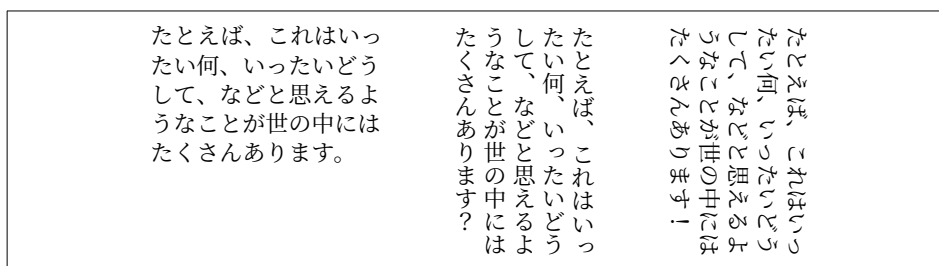 たとえば、これはいっ
たい何、いったいどう
して、などと思えるよ
うなことが世の中には
たくさんあります。
たとえば、これはいっ
たい何、いったいどう
して、などと思えるよ
うなことが世の中には
たくさんあります？
たとえば、これはいっ
たい何、いったいどう
して、などと思えるよ
うなことが世の中には
たくさんあります！